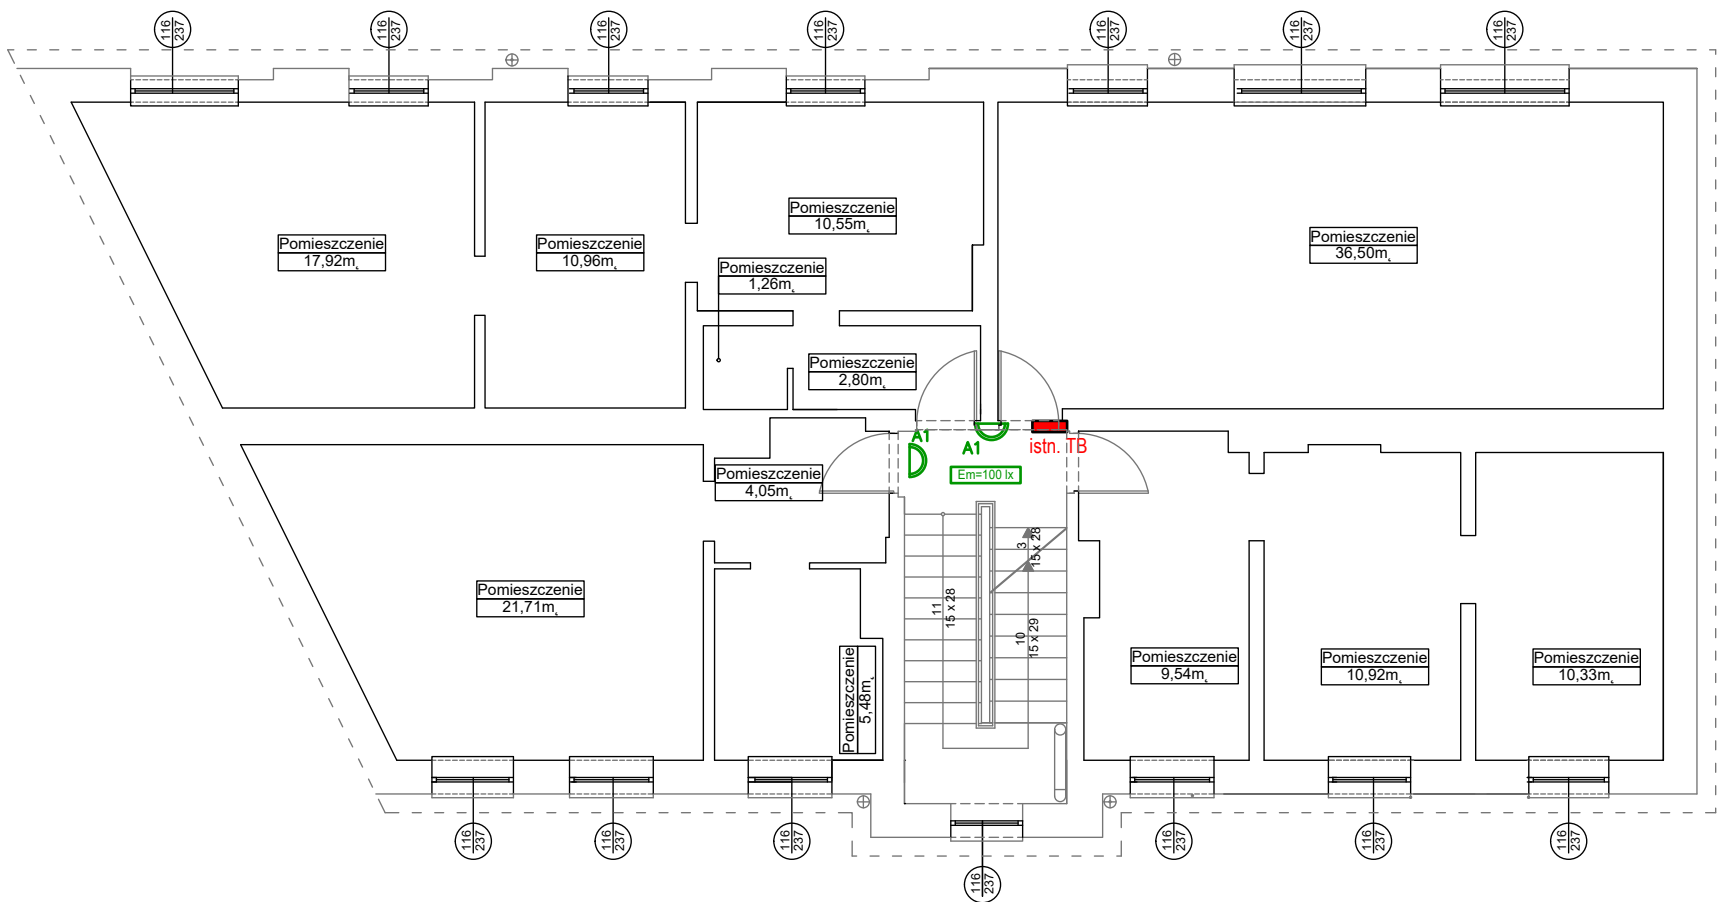 116
237
116
237
116
237
116
237
116
237
116
237
116
237
Pomieszczenie
17,92m
Pomieszczenie
10,96m
Pomieszczenie
10,55m
Pomieszczenie
1,26m
Pomieszczenie
36,50m
Pomieszczenie
2,80m
A1
A1
istn. TB
Em=100 lx
Pomieszczenie
4,05m
3
15 x 28
11
15 x 28
10
15 x 29
Pomieszczenie
21,71m
Pomieszczenie
5,48m
Pomieszczenie
9,54m
Pomieszczenie
10,92m
Pomieszczenie
10,33m
116
237
116
237
116
237
116
237
116
237
116
237
116
237